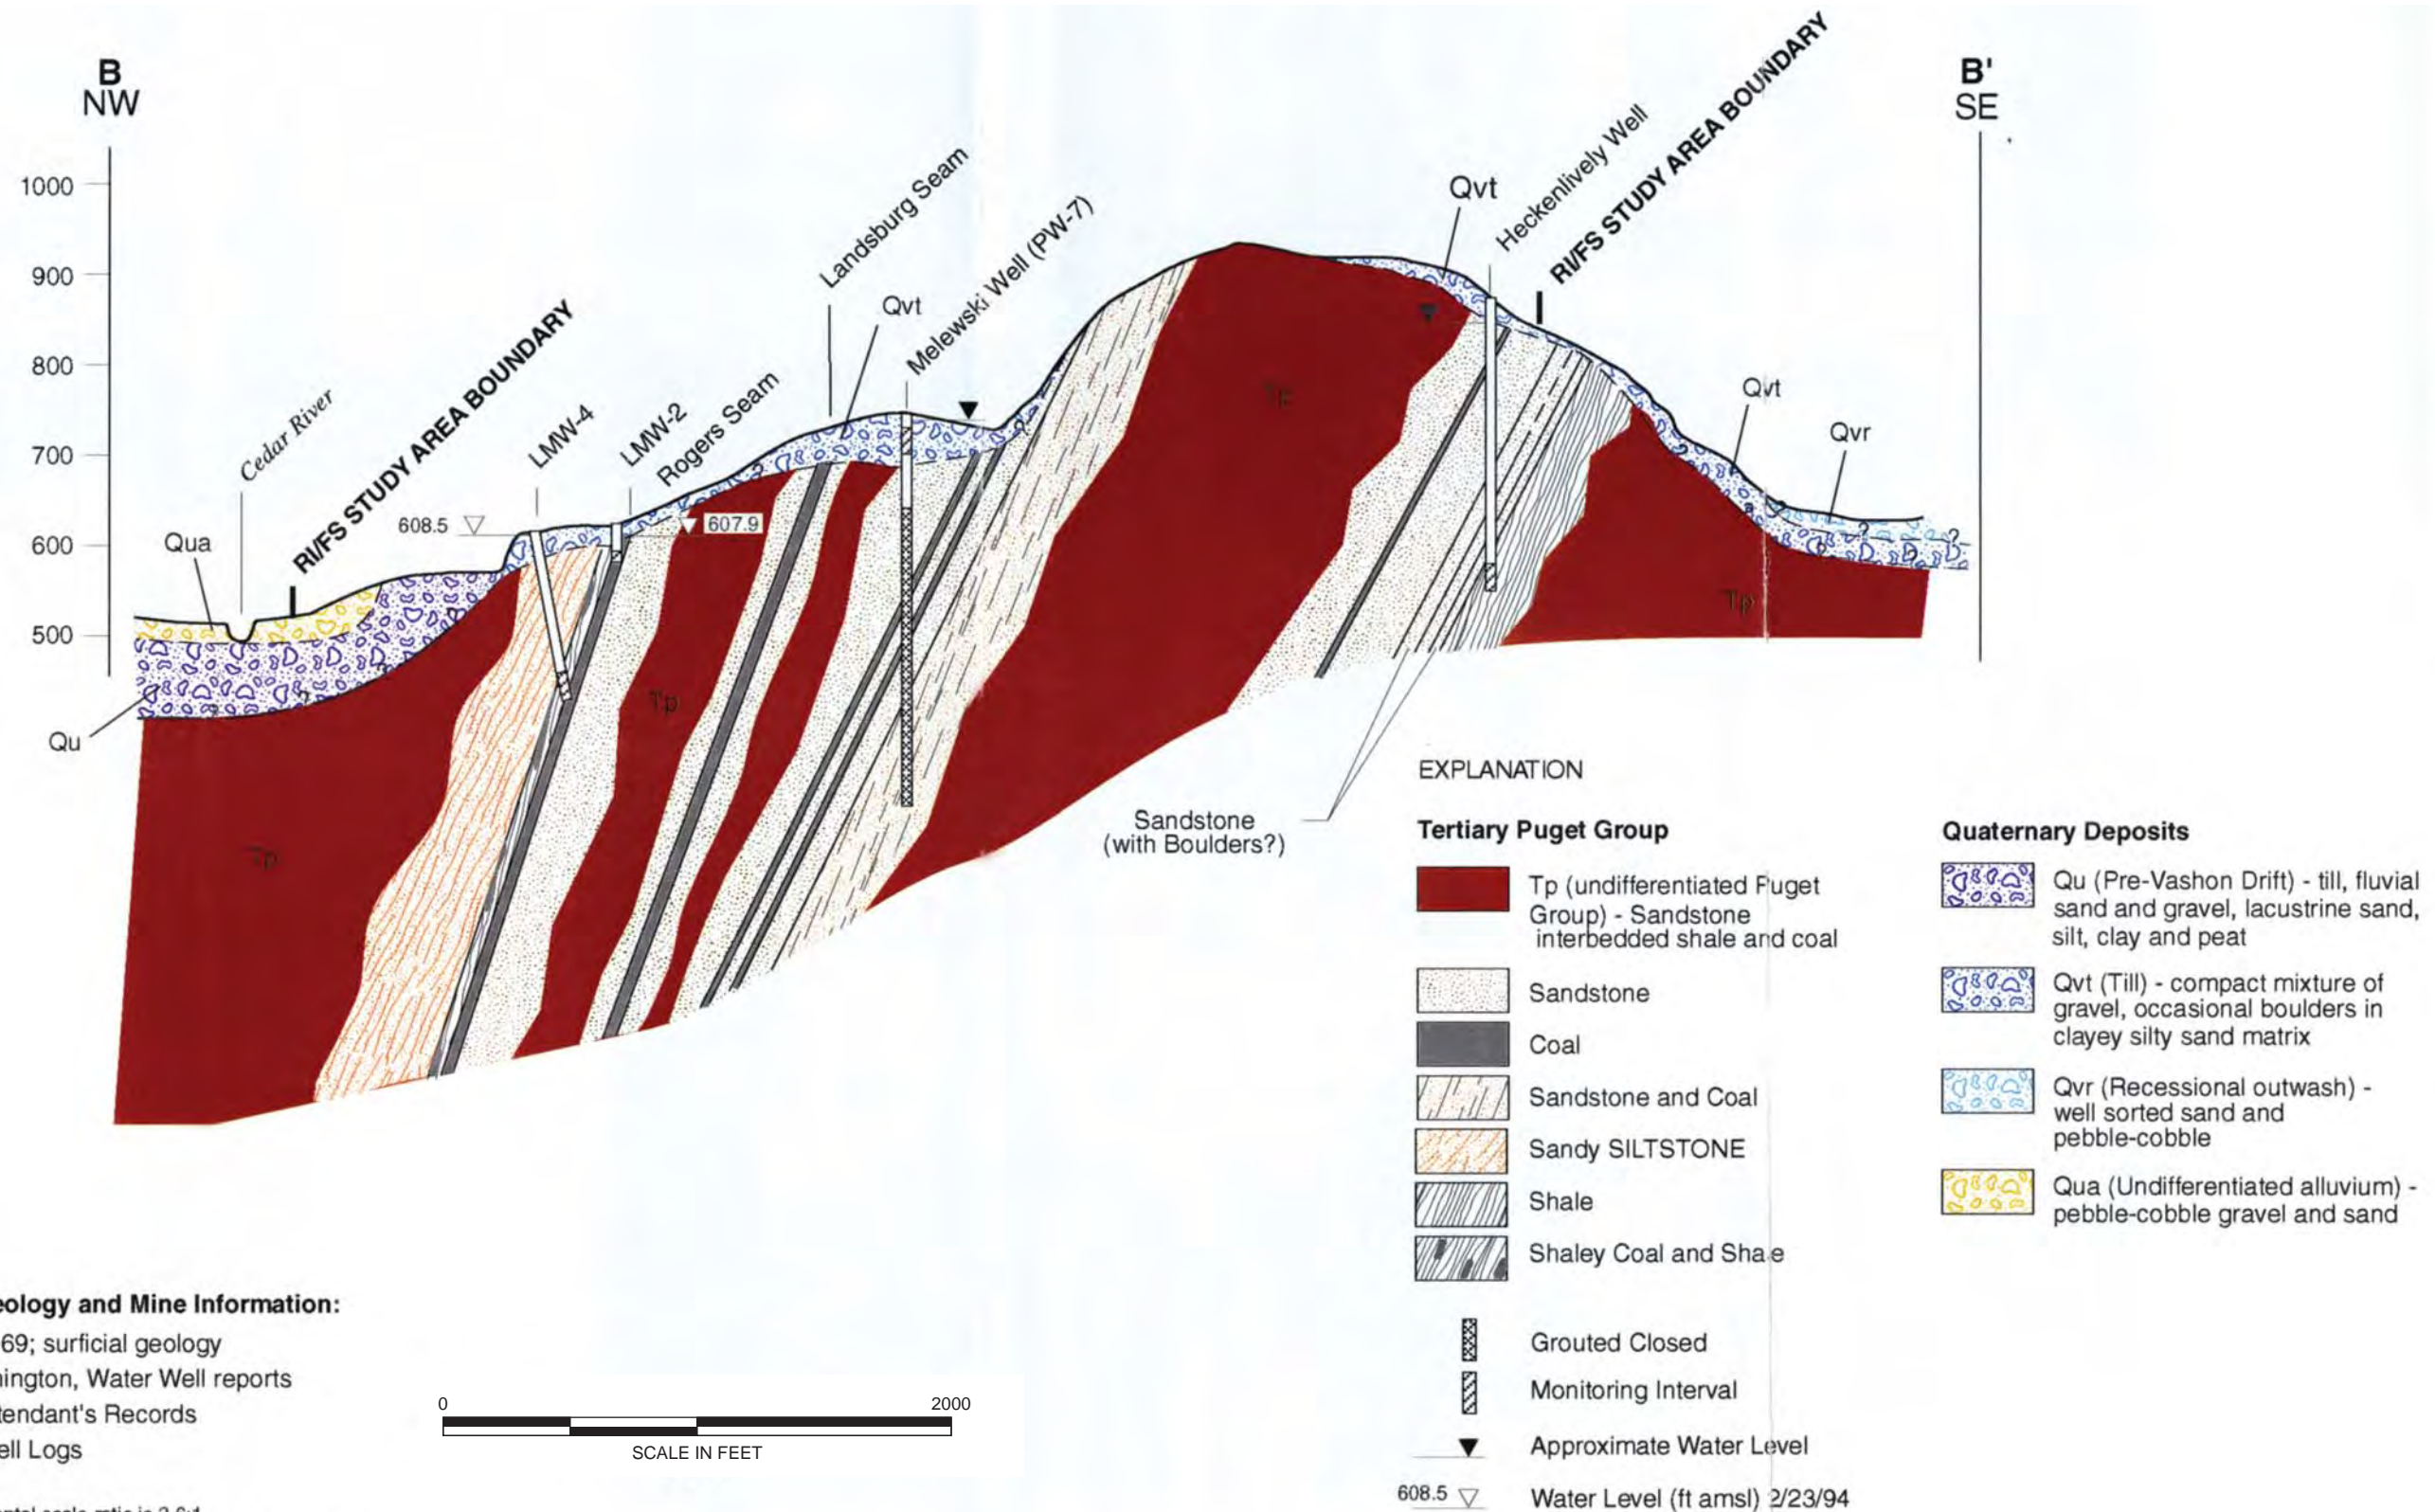 B
NW
B'
SE
1000
900
800
700
600
500
Cedar River
RI/FS STUDY AREA BOUNDARY
LMW-4
LMW-2
Rogers Seam
Landsburg Seam
Qvt
Melewski Well (PW-7)
Qvt
Heckenlively Well
RI/FS STUDY AREA BOUNDARY
Qvt
Qvr
Qua
Qu
608.5
607.9
Tp
Tp
Tp
Tp
?
?
?
?
?
?
?
?
?
?
?
Sandstone
(with Boulders?)
EXPLANATION
Tertiary Puget Group
Tp (undifferentiated Puget
Group) - Sandstone
interbedded shale and coal
Sandstone
Coal
Sandstone and Coal
Sandy SILTSTONE
Shale
Shaley Coal and Shale
Grouted Closed
Monitoring Interval
Approximate Water Level
608.5 Water Level (ft amsl) 2/23/94
Quaternary Deposits
Qu (Pre-Vashon Drift) - till, fluvial
sand and gravel, lacustrine sand,
silt, clay and peat
Qvt (Till) - compact mixture of
gravel, occasional boulders in
clayey silty sand matrix
Qvr (Recessional outwash) -
well sorted sand and
pebble-cobble
Qua (Undifferentiated alluvium) -
pebble-cobble gravel and sand
eology and Mine Information:
69; surficial geology
hington, Water Well reports
tendant's Records
ell Logs
0 2000
SCALE IN FEET